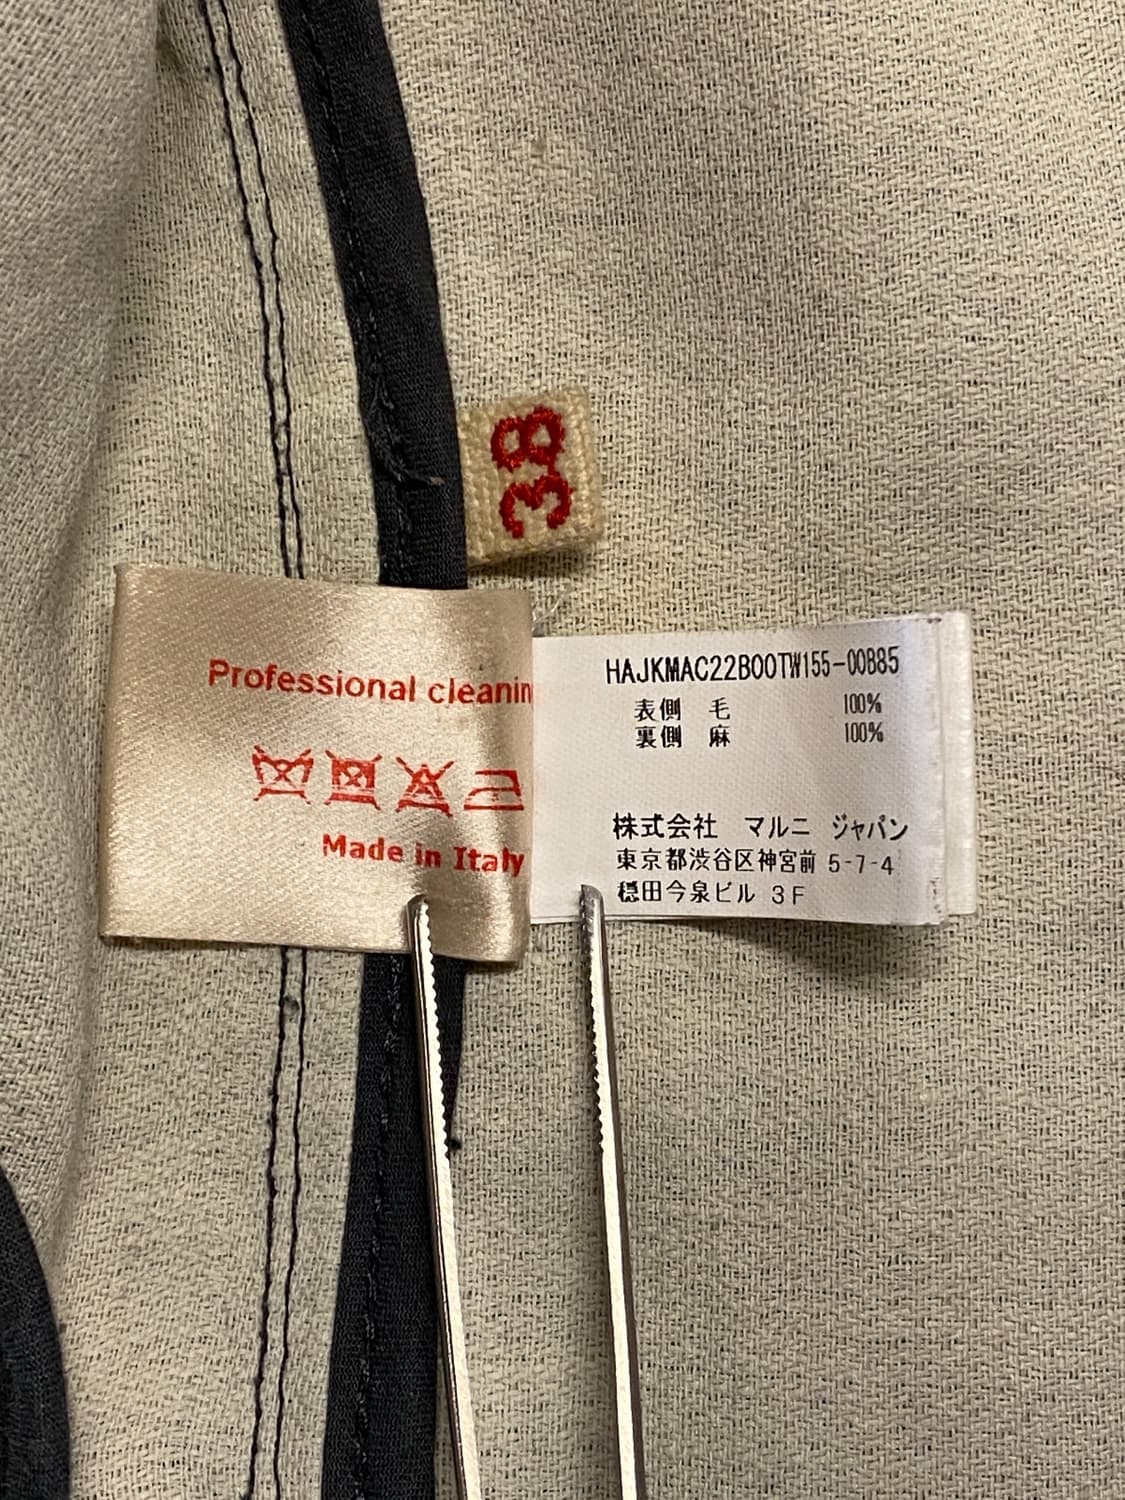 38
Professional cleanin
Made in Italy
HAJKMAC22B00TW155-00B85
表側 毛 100%
裏側 麻 100%
株式会社 マルニ ジャパン
東京都渋谷区神宮前 5-7-4
穏田今泉ビル 3F